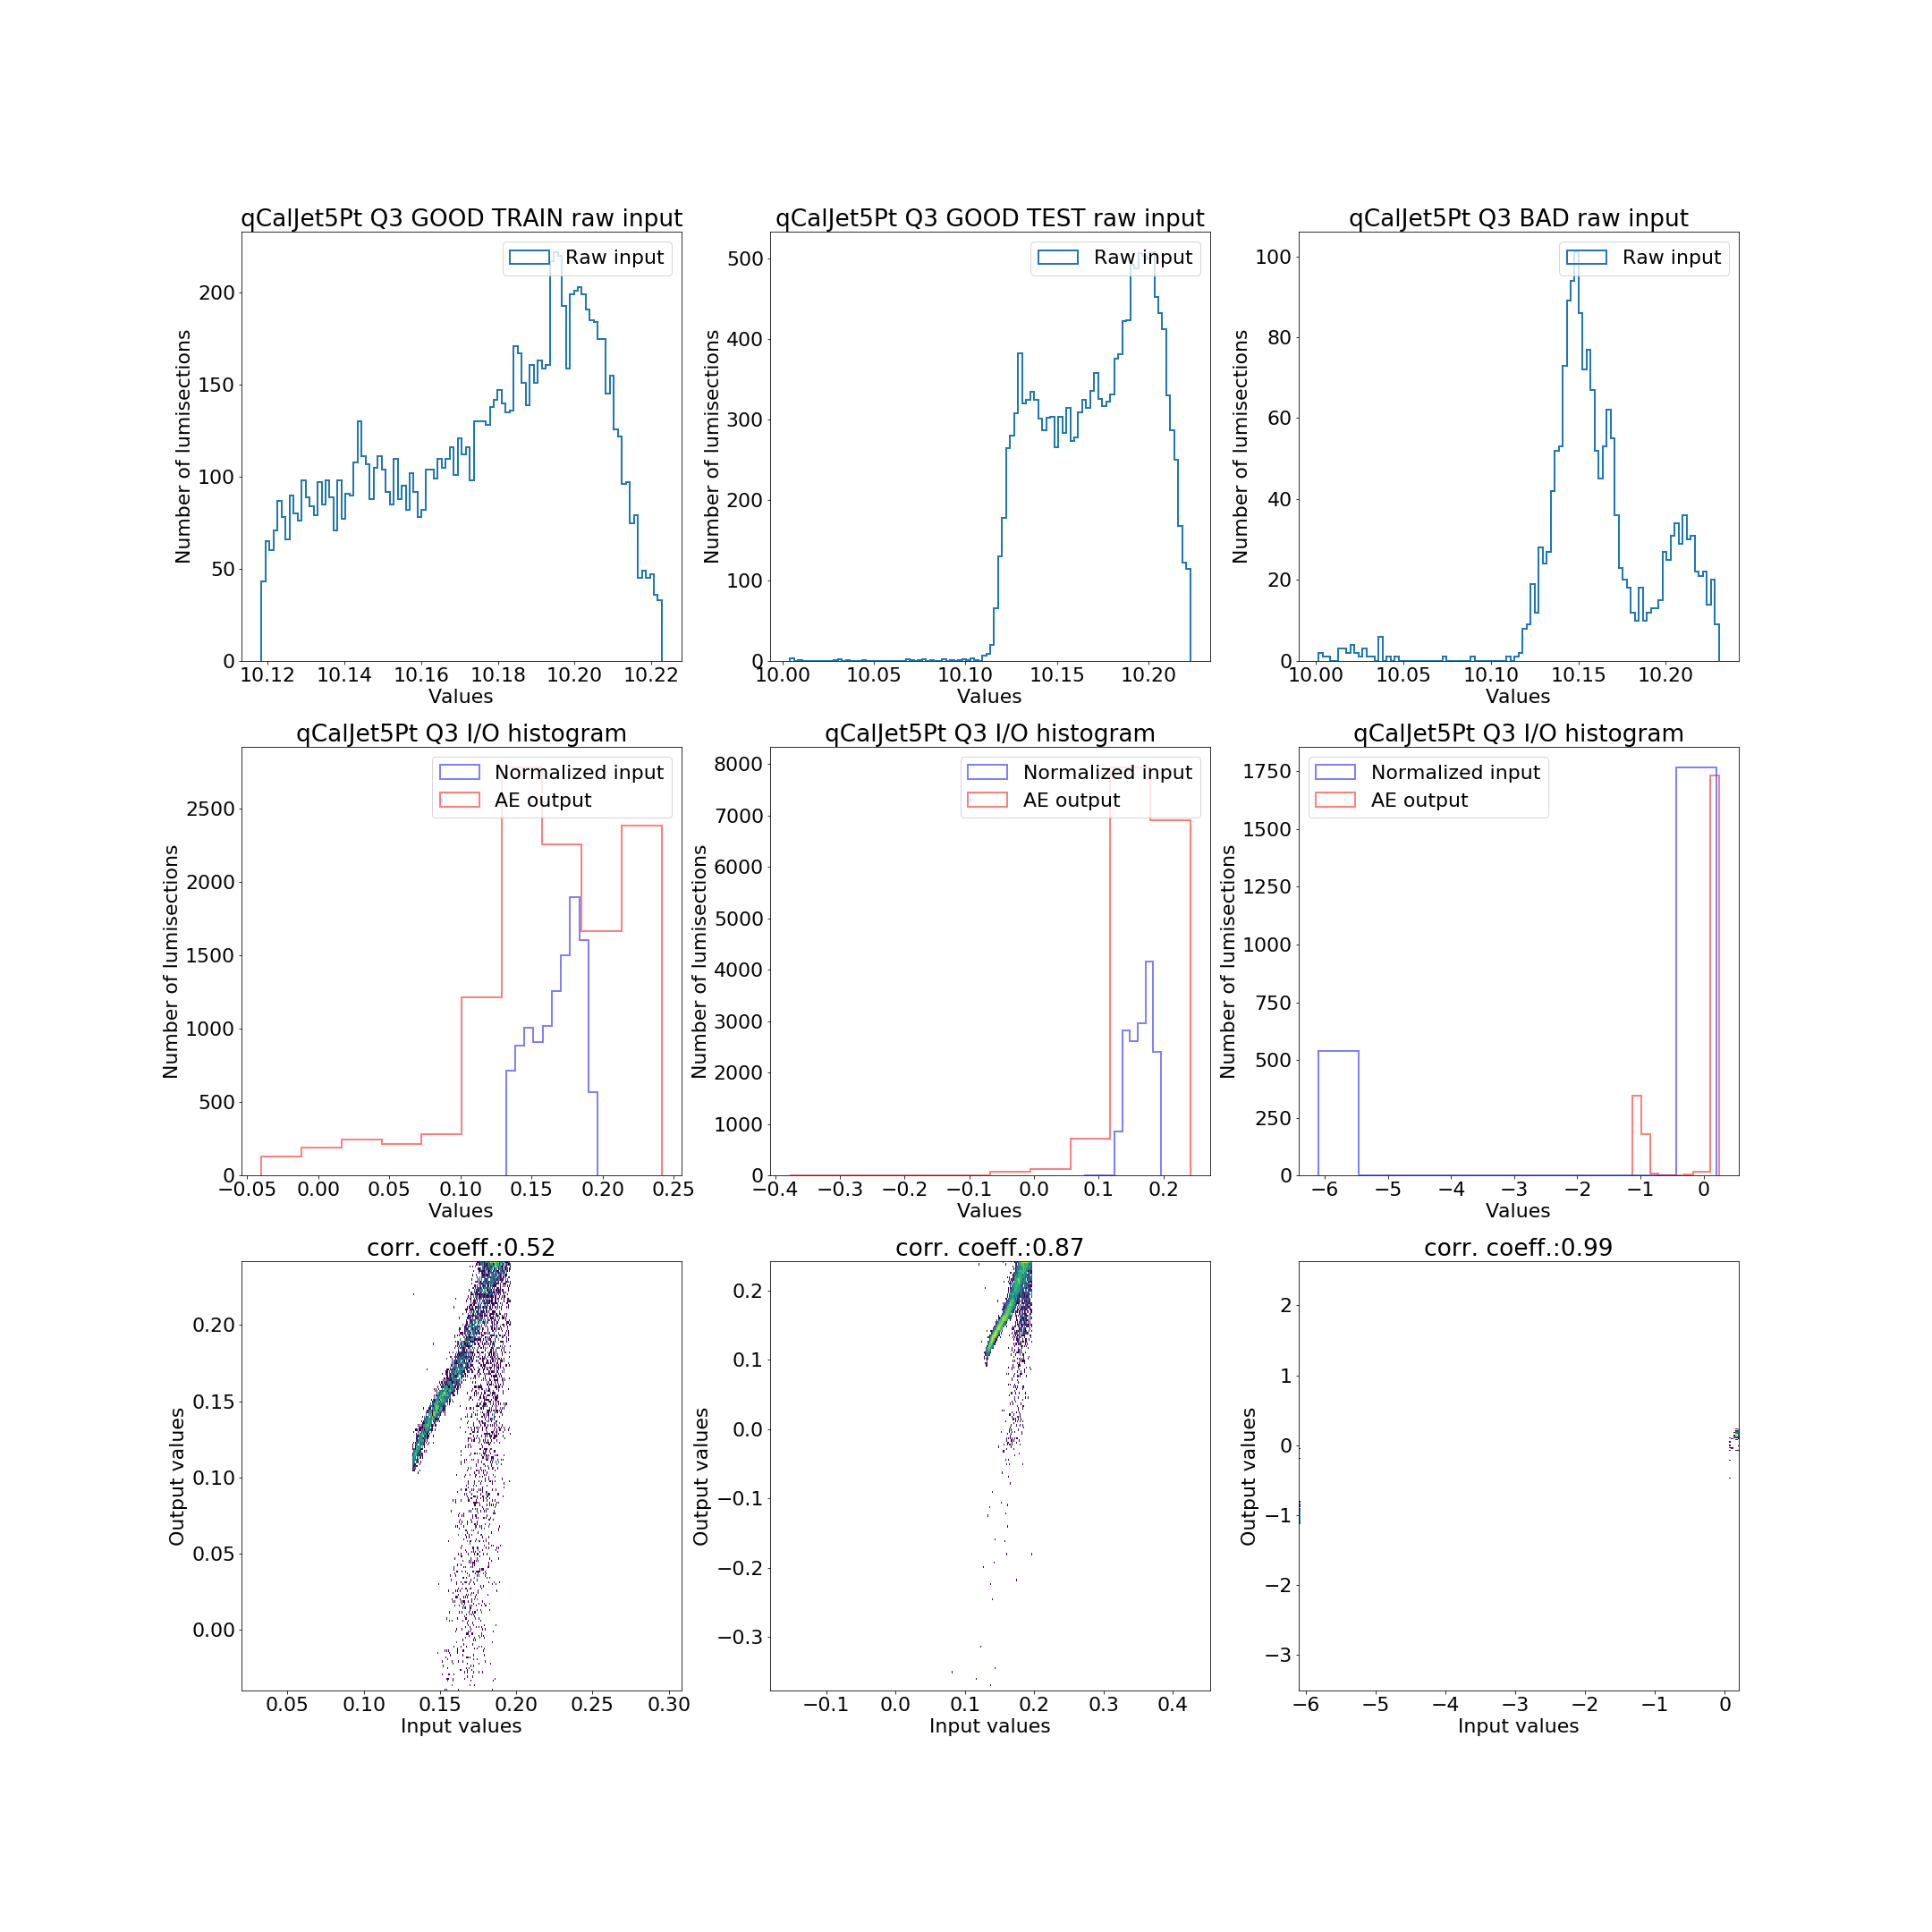 qCalJet5Pt Q3 GOOD TRAIN raw input
Raw input
Number of lumisections
0
50
100
150
200
10.12 10.14 10.16 10.18 10.20 10.22
Values
qCalJet5Pt Q3 GOOD TEST raw input
Raw input
Number of lumisections
0
100
200
300
400
500
10.00 10.05 10.10 10.15 10.20
Values
qCalJet5Pt Q3 BAD raw input
Raw input
Number of lumisections
0
20
40
60
80
100
10.00 10.05 10.10 10.15 10.20
Values
qCalJet5Pt Q3 I/O histogram
Normalized input
AE output
Number of lumisections
0
500
1000
1500
2000
2500
−0.05 0.00 0.05 0.10 0.15 0.20 0.25
Values
qCalJet5Pt Q3 I/O histogram
Normalized input
AE output
Number of lumisections
0
1000
2000
3000
4000
5000
6000
7000
8000
−0.4 −0.3 −0.2 −0.1 0.0 0.1 0.2
Values
qCalJet5Pt Q3 I/O histogram
Normalized input
AE output
Number of lumisections
0
250
500
750
1000
1250
1500
1750
−6 −5 −4 −3 −2 −1 0
Values
corr. coeff.:0.52
Output values
0.00
0.05
0.10
0.15
0.20
0.05 0.10 0.15 0.20 0.25 0.30
Input values
corr. coeff.:0.87
Output values
−0.3
−0.2
−0.1
0.0
0.1
0.2
−0.1 0.0 0.1 0.2 0.3 0.4
Input values
corr. coeff.:0.99
Output values
−3
−2
−1
0
1
2
−6 −5 −4 −3 −2 −1 0
Input values